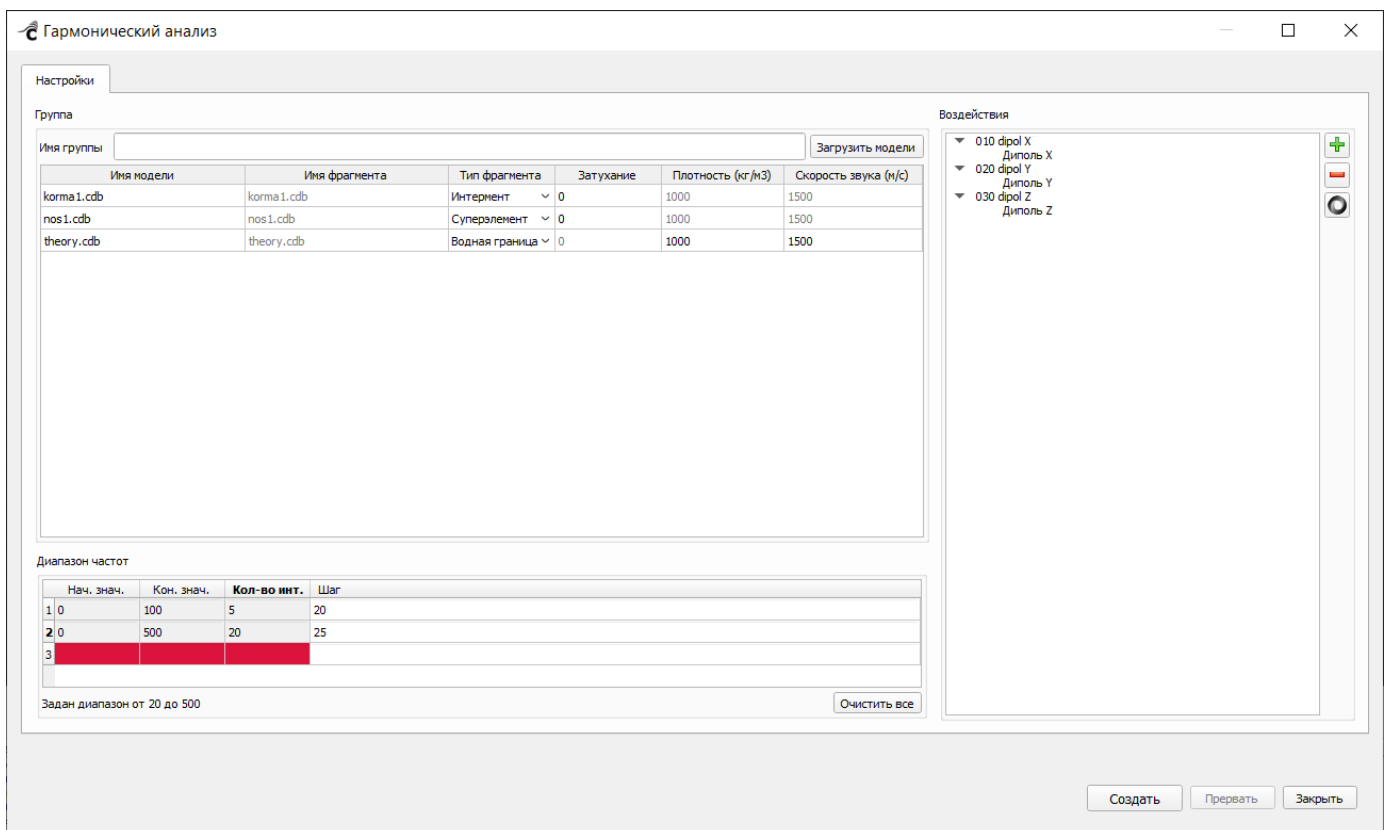 Гармонический анализ
Настройки
Группа
Имя группы Загрузить модели
Имя модели Имя фрагмента Тип фрагмента Затухание Плотность (кг/м3) Скорость звука (м/с)
korma1.cdb korma1.cdb Интермент 0 1000 1500
nos1.cdb nos1.cdb Суперэлемент 0 1000 1500
theory.cdb theory.cdb Водная граница 0 1000 1500
Диапазон частот
Нач. знач. Кон. знач. Кол-во инт. Шаг
1 0 100 5 20
2 0 500 20 25
3
Задан диапазон от 20 до 500 Очистить все
Воздействия
010 dipol X
Диполь X
020 dipol Y
Диполь Y
030 dipol Z
Диполь Z
Создать Прервать Закрыть